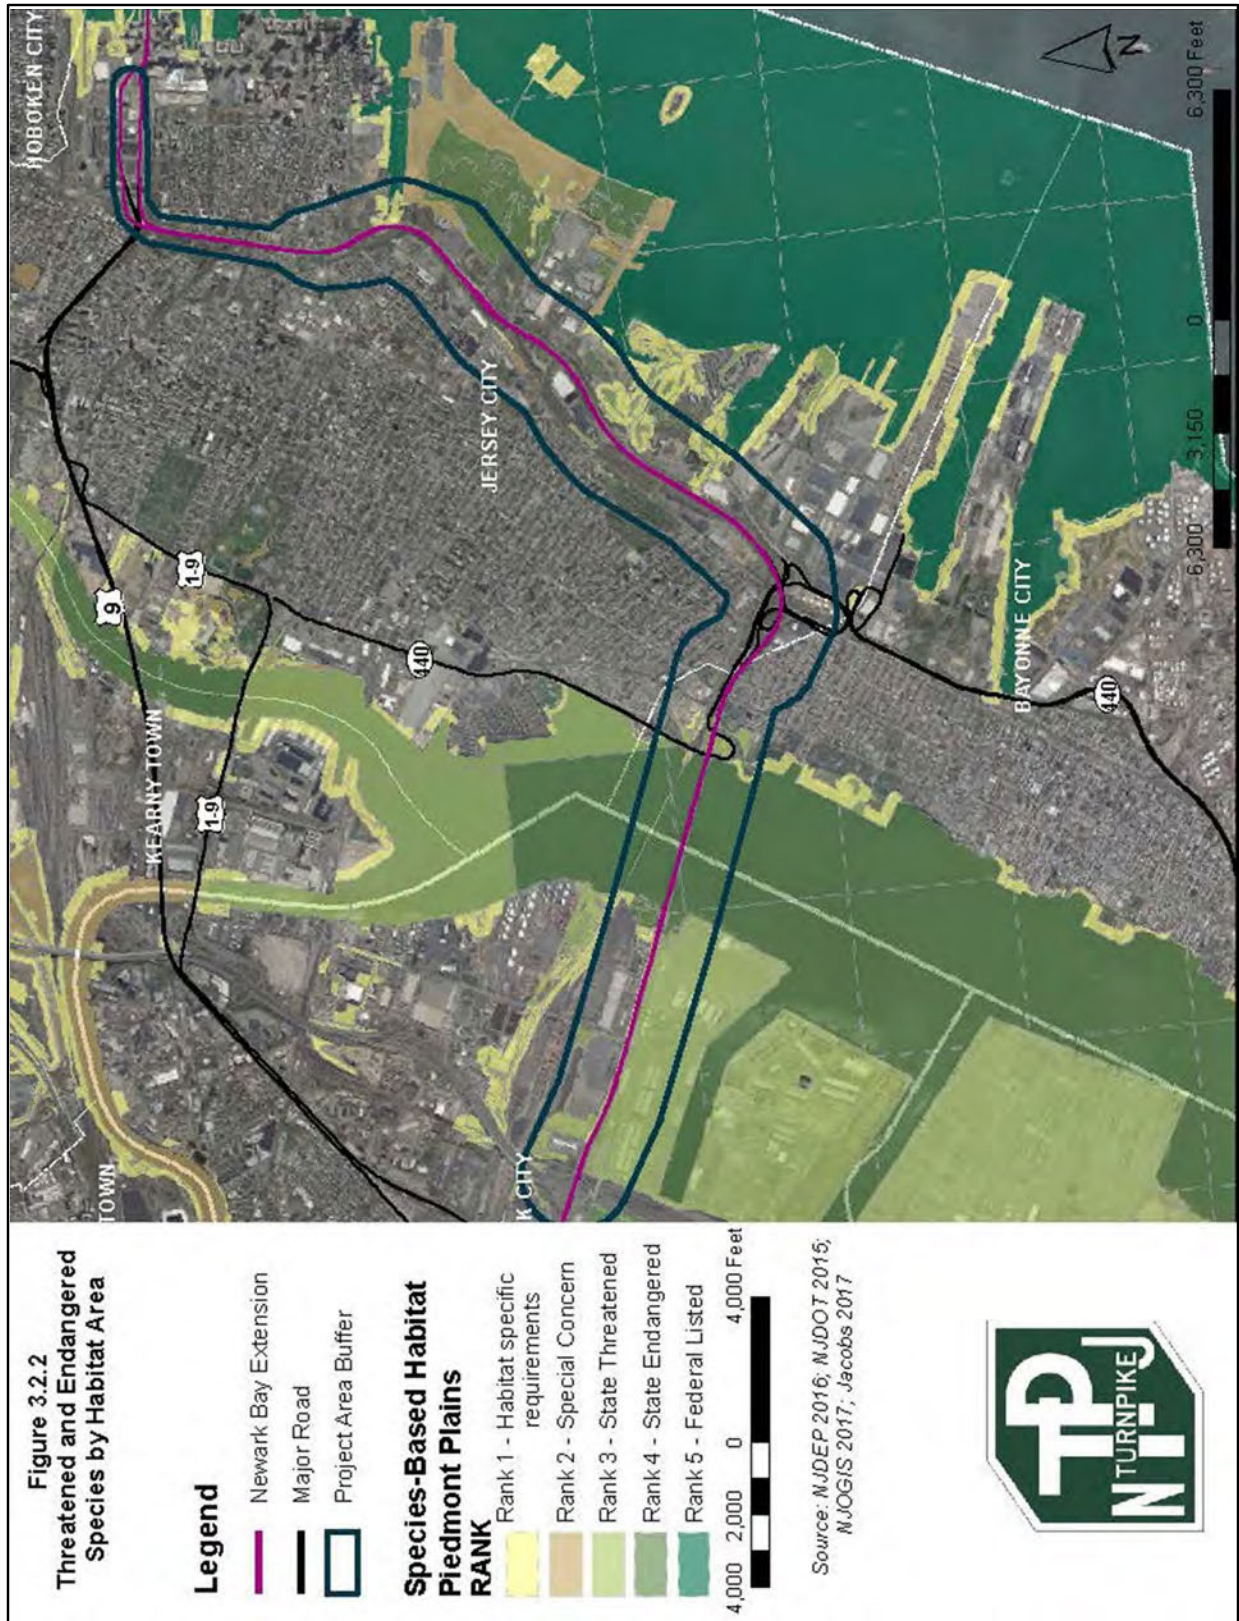 Figure 3.2.2
Threatened and Endangered
Species by Habitat Area
Legend
Newark Bay Extension
Major Road
Project Area Buffer
Species-Based Habitat
Piedmont Plains
RANK
Rank 1 - Habitat specific
requirements
Rank 2 - Special Concern
Rank 3 - State Threatened
Rank 4 - State Endangered
Rank 5 - Federal Listed
4,000 2,000 0 4,000 Feet
Source: NJDEP 2016; NJDOT 2015;
NJOGIS 2017; Jacobs 2017
N TURNPIKE J
TP
TOWN
K CITY
KEARNY TOWN
HOBOKEN CITY
JERSEY CITY
BAYONNE CITY
9
1-9
1-9
440
440
N
6,300 3,150 0 6,300 Feet